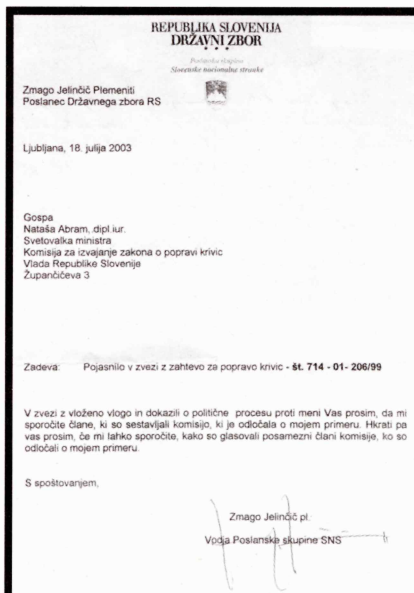 REPUBLIKA SLOVENIJA
DRŽAVNI ZBOR
Poslanska skupina
Slovenske nacionalne stranke
Zmago Jelinčič Plemeniti
Poslanec Državnega zbora RS
Ljubljana, 18. julija 2003
Gospa
Nataša Abram, dipl.iur.
Svetovalka ministra
Komisija za izvajanje zakona o popravi krivic
Vlada Republike Slovenije
Župančičeva 3
Zadeva: Pojasnilo v zvezi z zahtevo za popravo krivic - št. 714 - 01- 206/99
V zvezi z vloženo vlogo in dokazili o politične procesu proti meni Vas prosim, da mi
sporočite člane, ki so sestavljali komisijo, ki je odločala o mojem primeru. Hkrati pa
vas prosim, če mi lahko sporočite, kako so glasovali posamezni člani komisije, ko so
odločali o mojem primeru.
S spoštovanjem,
Zmago Jelinčič pl.
Vodja Poslanske skupine SNS